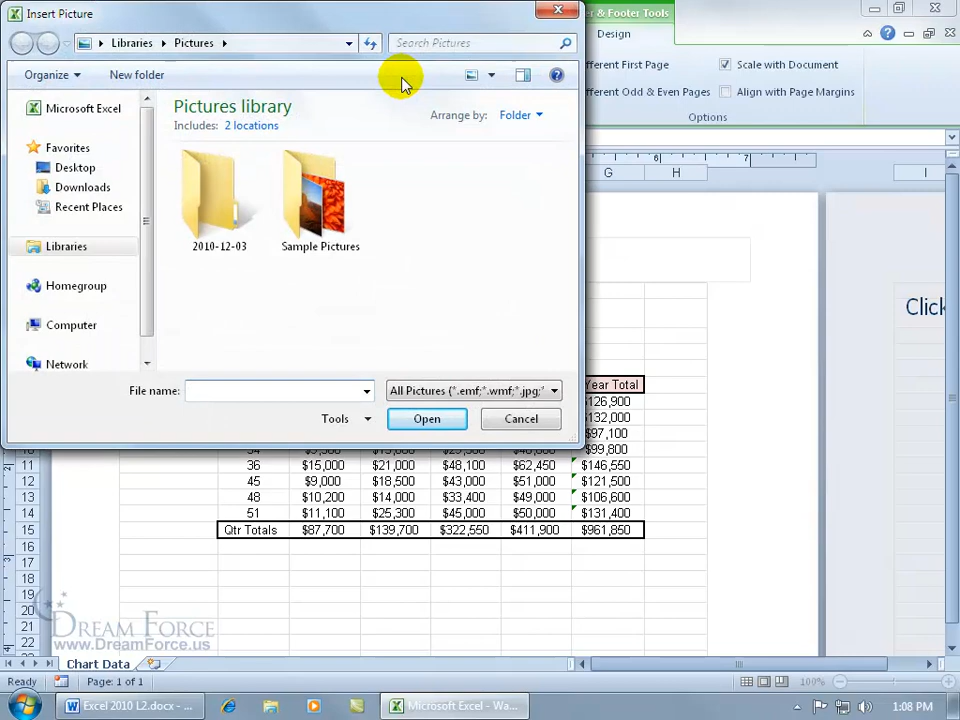 Insert Picture
r & Footer Tools
Libraries
Pictures
Search Pictures
Design
Organize
New folder
fferent First Page
Scale with Document
fferent Odd & Even Pages
Align with Page Margins
Options
Microsoft Excel
Pictures library
Includes: 2 locations
Arrange by:
Folder
Favorites
Desktop
Downloads
Recent Places
Libraries
Homegroup
Computer
Network
2010-12-03
Sample Pictures
6
7
G
H
I
Click
File name:
All Pictures (*.emf;*.wmf;*.jpg;*
Tools
Open
Cancel
Year Total
$126,900
$132,000
$97,100
$99,800
11
36
$15,000
$21,000
$48,100
$62,450
$146,550
12
45
$9,000
$18,500
$43,000
$51,000
$121,500
13
48
$10,200
$14,000
$33,400
$49,000
$106,600
14
51
$11,100
$25,300
$45,000
$50,000
$131,400
15
Qtr Totals
$87,700
$139,700
$322,550
$411,900
$961,850
16
17
18
19
20
21
22
2
3
DREAM FORCE
www.DreamForce.us
Chart Data
Ready
Page: 1 of 1
100%
Excel 2010 L2.docx - ...
Microsoft Excel - Wa...
1:08 PM